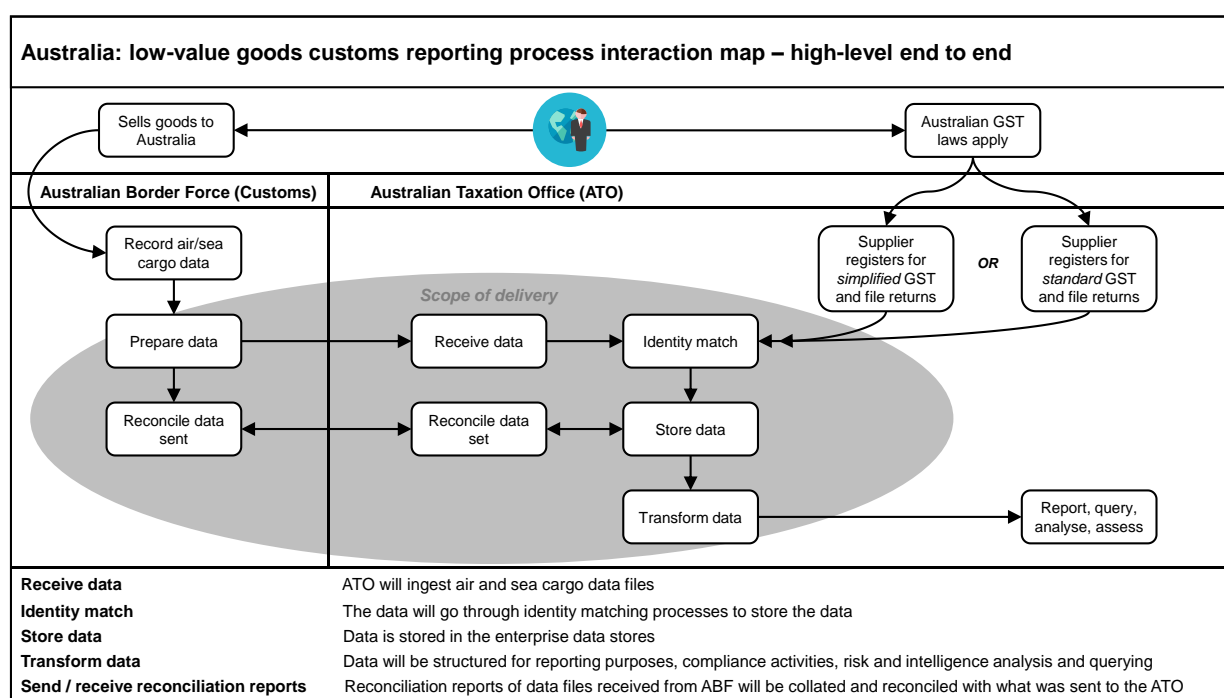 Australia: low-value goods customs reporting process interaction map – high-level end to end
Sells goods to
Australia
Australian GST
laws apply
Australian Border Force (Customs)
Australian Taxation Office (ATO)
Record air/sea
cargo data
Supplier
registers for
simplified GST
and file returns
OR
Supplier
registers for
standard GST
and file returns
Scope of delivery
Prepare data
Receive data
Identity match
Reconcile data
sent
Reconcile data
set
Store data
Transform data
Report, query,
analyse, assess
Receive data ATO will ingest air and sea cargo data files
Identity match The data will go through identity matching processes to store the data
Store data Data is stored in the enterprise data stores
Transform data Data will be structured for reporting purposes, compliance activities, risk and intelligence analysis and querying
Send / receive reconciliation reports Reconciliation reports of data files received from ABF will be collated and reconciled with what was sent to the ATO